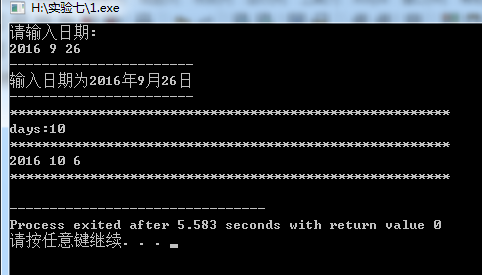 H:\实验七\1.exe
请输入日期：
2016 9 26
-----------------------
输入日期为2016年9月26日
-----------------------
*******************************************************
days:10
*******************************************************
2016 10 6
*******************************************************
--------------------------------
Process exited after 5.583 seconds with return value 0
请按任意键继续. . .